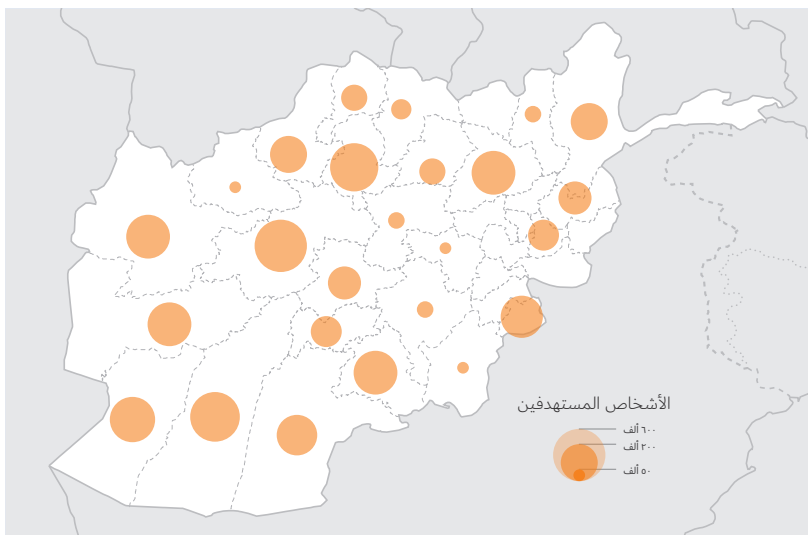 الأشخاص المستهدفين
٦٠٠ ألف
٢٠٠ ألف
٥٠ ألف